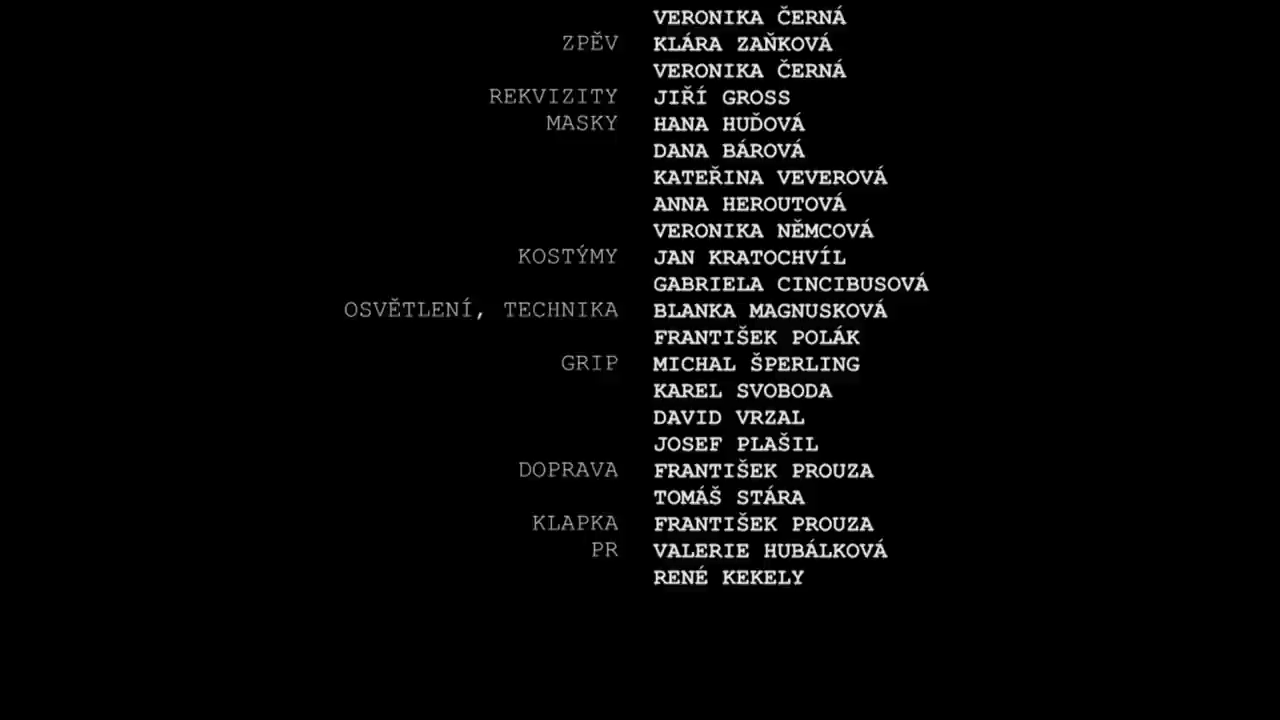 VERONIKA ČERNÁ
ZPĚV KLÁRA ZAŇKOVÁ
VERONIKA ČERNÁ
REKVIZITY JIŘÍ GROSS
MASKY HANA HUĎOVÁ
DANA BÁROVÁ
KATEŘINA VEVEROVÁ
ANNA HEROUTOVÁ
VERONIKA NĚMCOVÁ
KOSTÝMY JAN KRATOCHVÍL
GABRIELA CINCIBUSOVÁ
OSVĚTLENÍ, TECHNIKA BLANKA MAGNUSKOVÁ
FRANTIŠEK POLÁK
GRIP MICHAL ŠPERLING
KAREL SVOBODA
DAVID VRZAL
JOSEF PLAŠIL
DOPRAVA FRANTIŠEK PROUZA
TOMÁŠ STÁRA
KLAPKA FRANTIŠEK PROUZA
PR VALERIE HUBÁLKOVÁ
RENÉ KEKELY